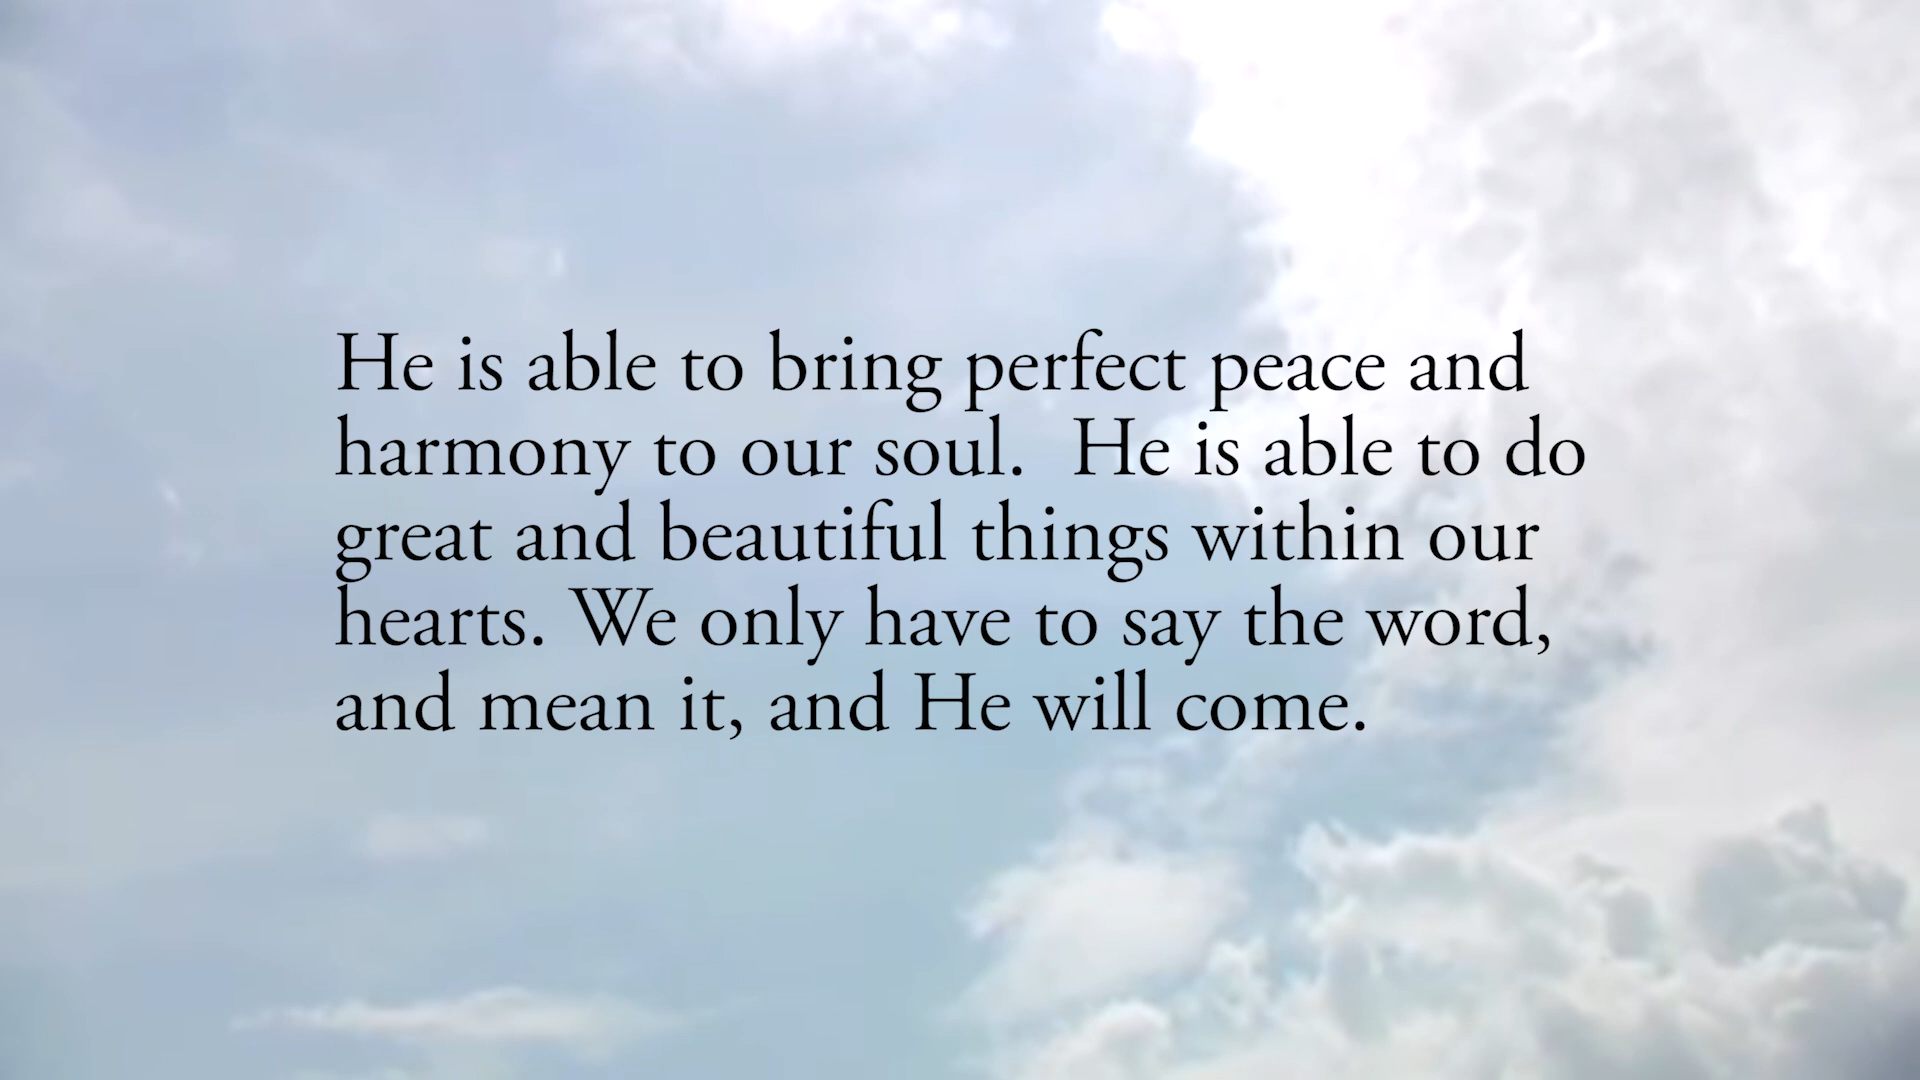 He is able to bring perfect peace and
harmony to our soul.  He is able to do
great and beautiful things within our
hearts. We only have to say the word,
and mean it, and He will come.